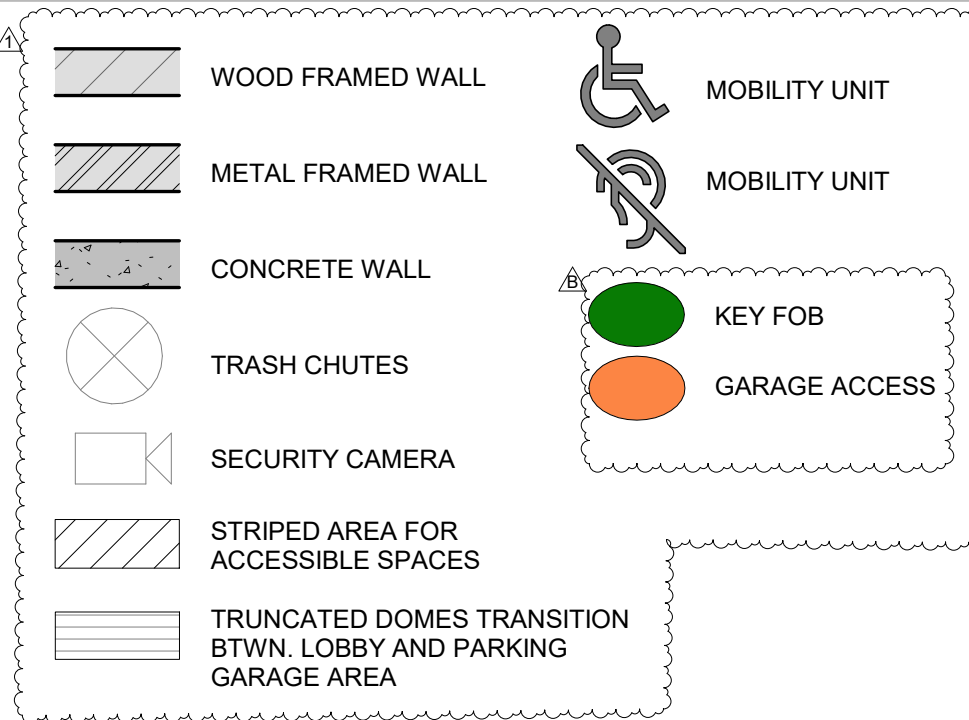 1
WOOD FRAMED WALL
METAL FRAMED WALL
CONCRETE WALL
TRASH CHUTES
SECURITY CAMERA
STRIPED AREA FOR
ACCESSIBLE SPACES
TRUNCATED DOMES TRANSITION
BTWN. LOBBY AND PARKING
GARAGE AREA
MOBILITY UNIT
MOBILITY UNIT
B
KEY FOB
GARAGE ACCESS